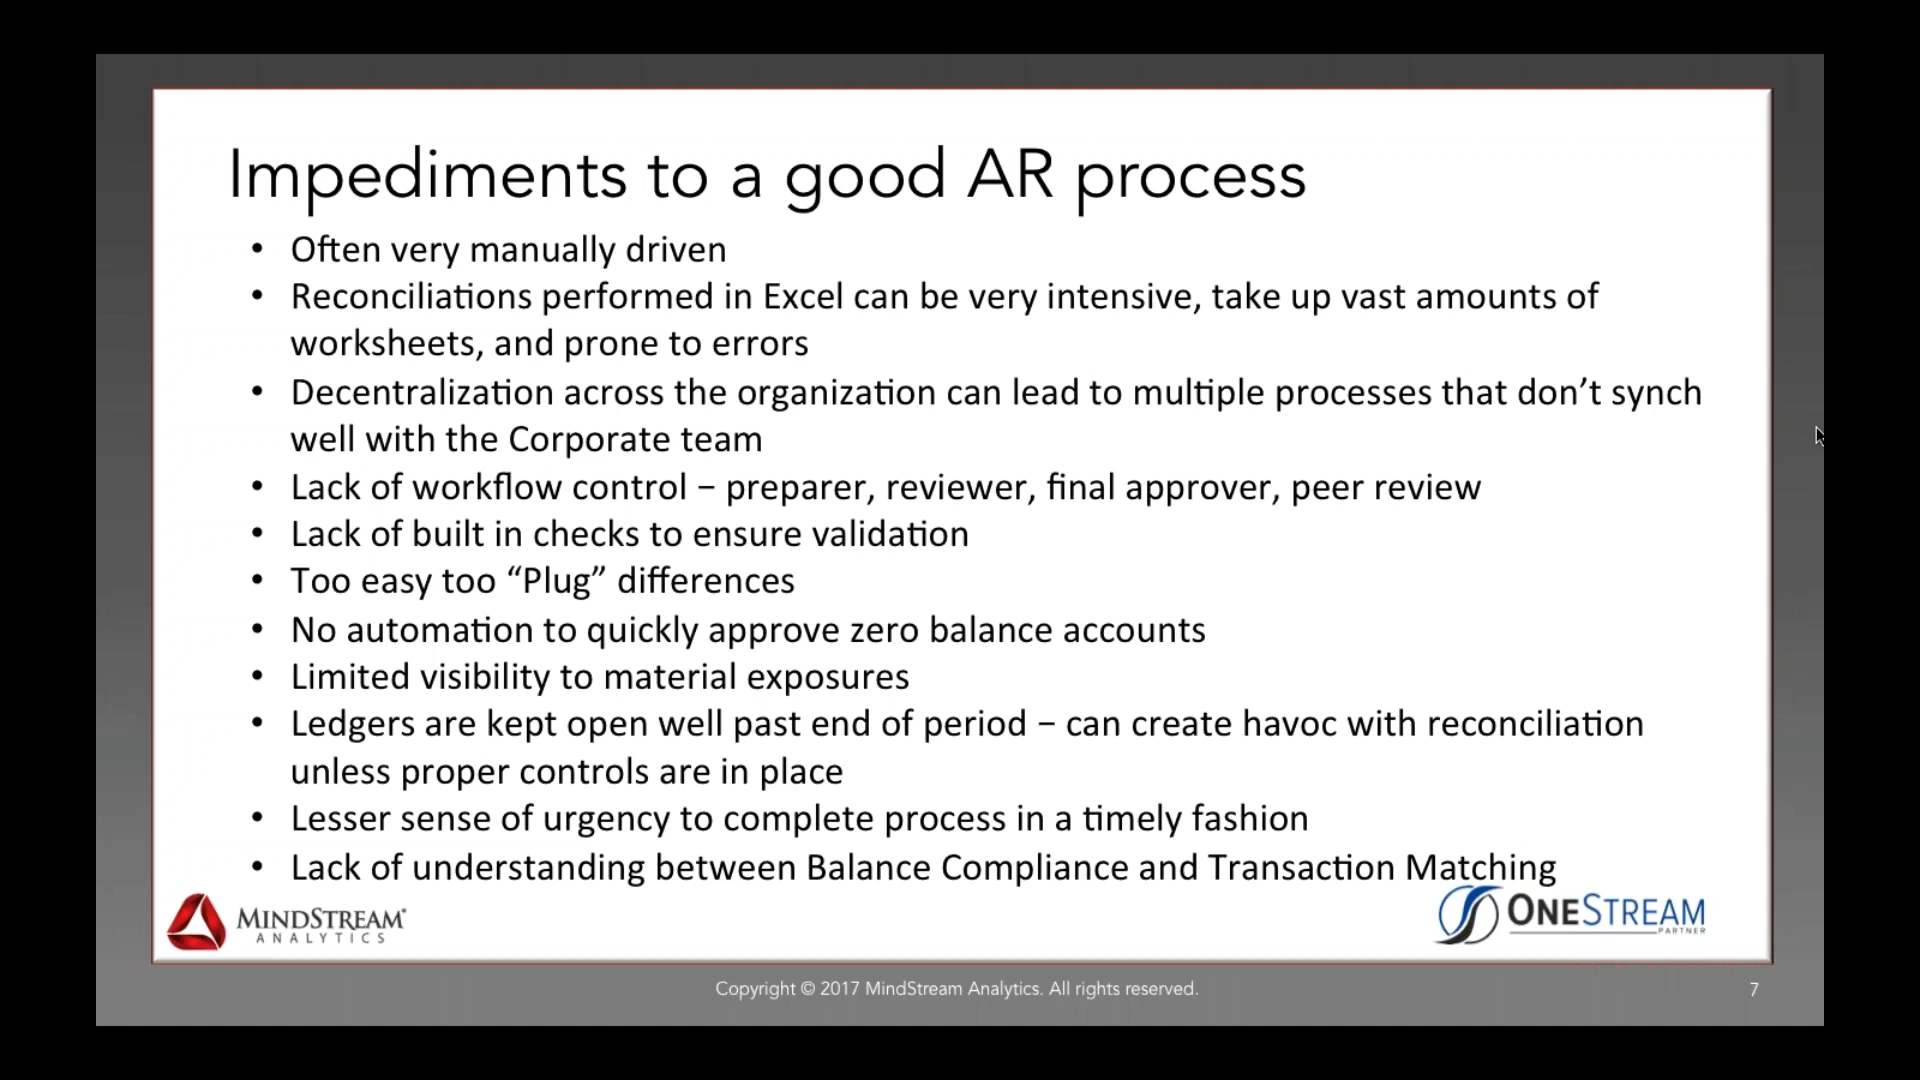 Impediments to a good AR process
• Often very manually driven
• Reconciliations performed in Excel can be very intensive, take up vast amounts of
worksheets, and prone to errors
• Decentralization across the organization can lead to multiple processes that don’t synch
well with the Corporate team
• Lack of workflow control – preparer, reviewer, final approver, peer review
• Lack of built in checks to ensure validation
• Too easy too “Plug” differences
• No automation to quickly approve zero balance accounts
• Limited visibility to material exposures
• Ledgers are kept open well past end of period – can create havoc with reconciliation
unless proper controls are in place
• Lesser sense of urgency to complete process in a timely fashion
• Lack of understanding between Balance Compliance and Transaction Matching
MINDSTREAM®
ANALYTICS
ONESTREAM
PARTNER
Copyright © 2017 MindStream Analytics. All rights reserved.
7